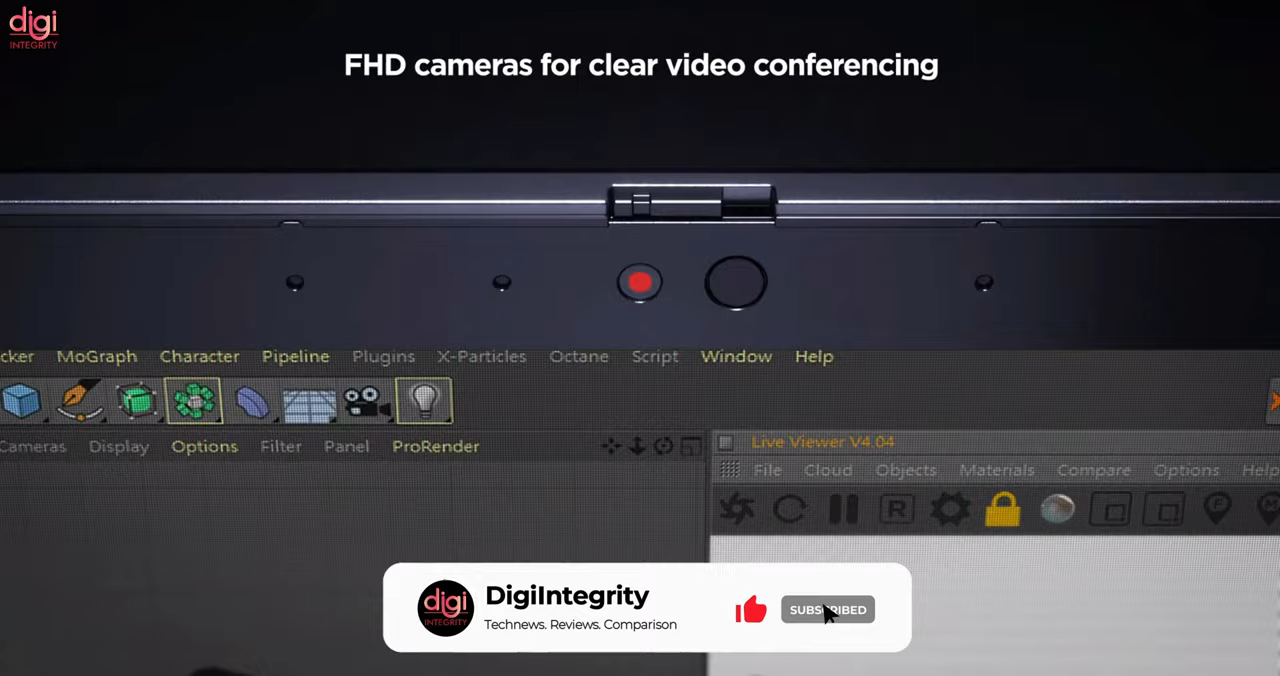 digi
INTEGRITY
FHD cameras for clear video conferencing
cker MoGraph Character Pipeline Plugins X-Particles Octane Script Window Help
Cameras Display Options Filter Panel ProRender
Live Viewer V4.04
File Cloud Objects Materials Compare Options Help
R
digi
INTEGRITY
DigiIntegrity
Technews. Reviews. Comparison
SUBSCRIBED